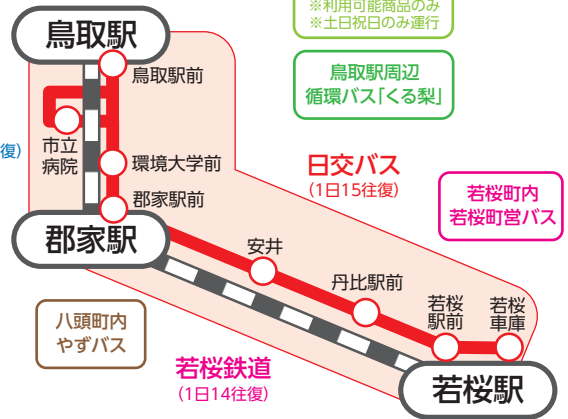 ※利用可能商品のみ
※土日祝日のみ運行
鳥取駅
鳥取駅前
鳥取駅周辺
循環バス「くる梨」
復)
市立
病院
環境大学前
日交バス
(1日15往復)
郡家駅前
若桜町内
若桜町営バス
郡家駅
安井
丹比駅前
若桜
駅前
若桜
車庫
八頭町内
やずバス
若桜鉄道
(1日14往復)
若桜駅